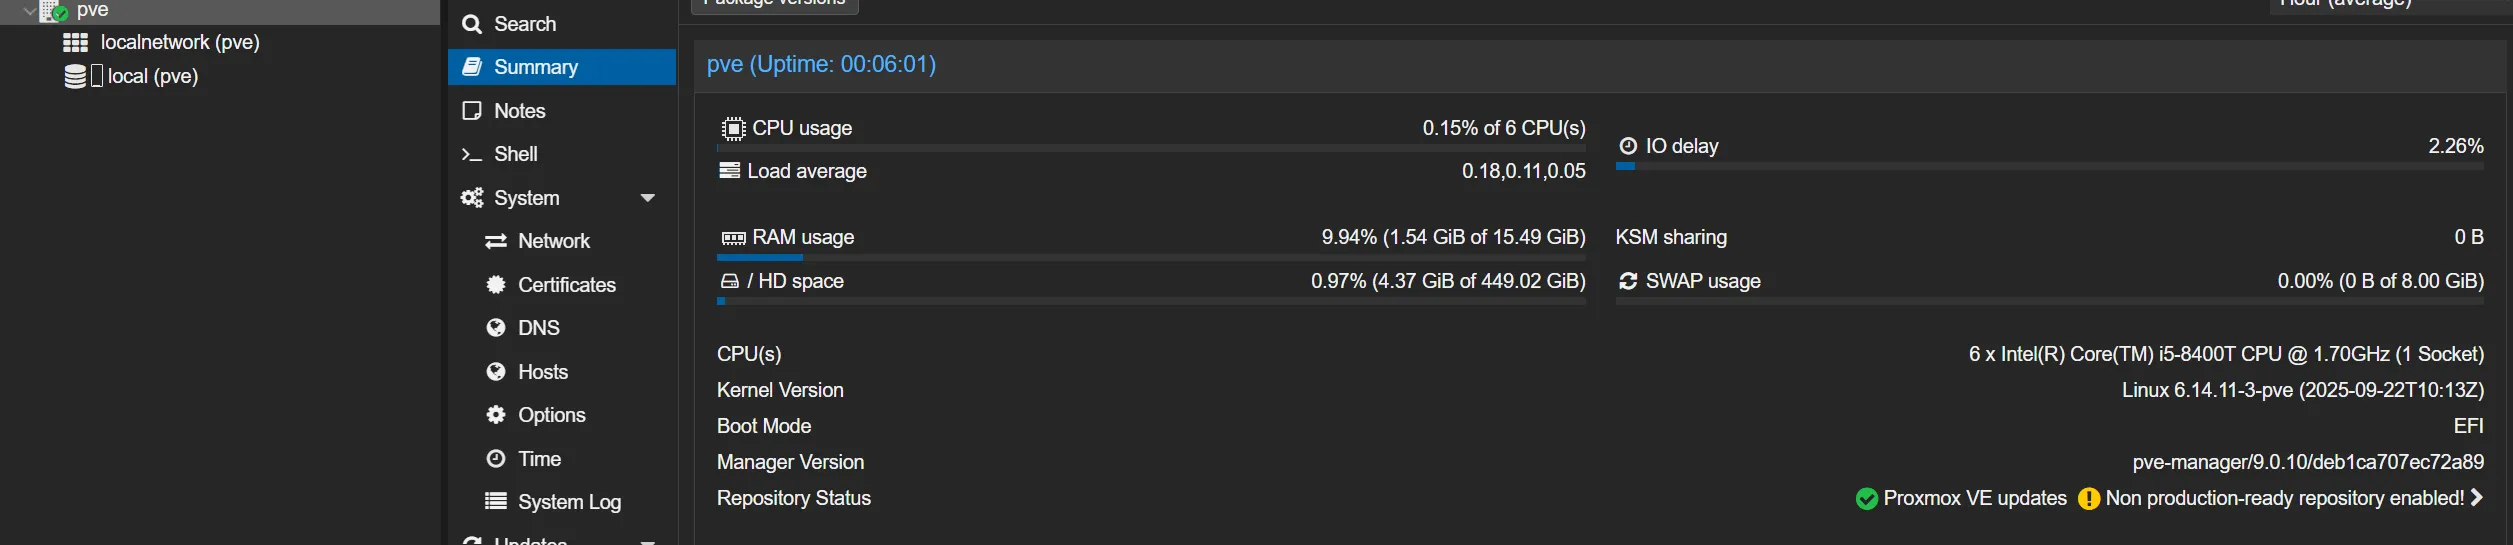 pve
localnetwork (pve)
local (pve)
Search
Summary
Notes
Shell
System
Network
Certificates
DNS
Hosts
Options
Time
System Log
Updates
Package versions
Hour (average)
pve (Uptime: 00:06:01)
CPU usage 0.15% of 6 CPU(s)
Load average 0.18,0.11,0.05
IO delay 2.26%
RAM usage 9.94% (1.54 GiB of 15.49 GiB)
KSM sharing 0 B
/ HD space 0.97% (4.37 GiB of 449.02 GiB)
SWAP usage 0.00% (0 B of 8.00 GiB)
CPU(s) 6 x Intel(R) Core(TM) i5-8400T CPU @ 1.70GHz (1 Socket)
Kernel Version Linux 6.14.11-3-pve (2025-09-22T10:13Z)
Boot Mode EFI
Manager Version pve-manager/9.0.10/deb1ca707ec72a89
Repository Status Proxmox VE updates Non production-ready repository enabled!